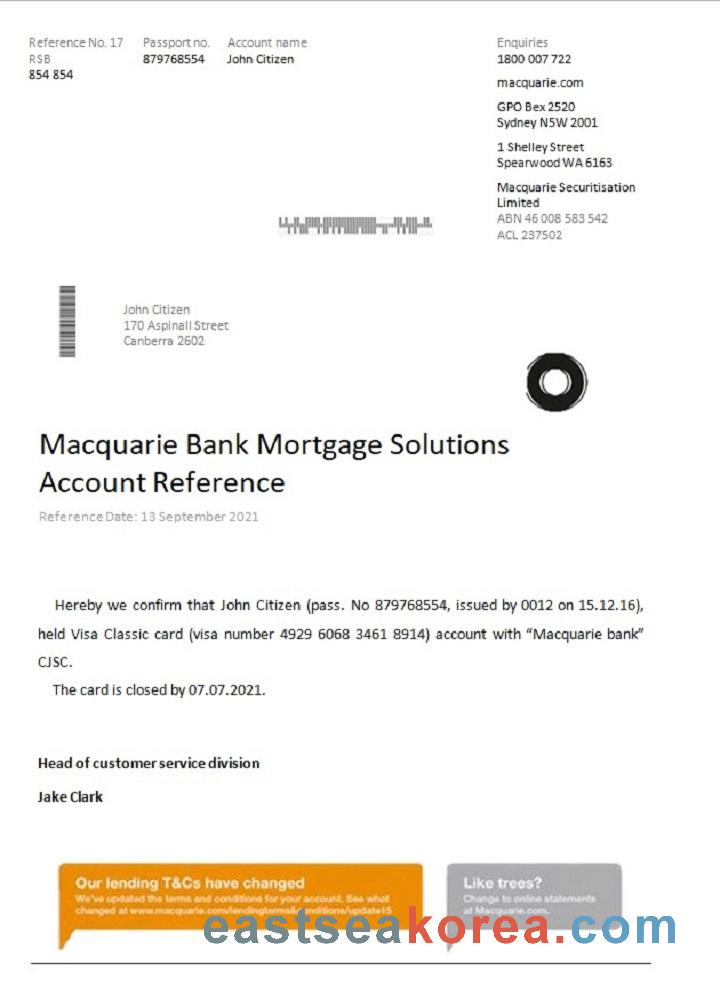 Reference No. 17 Passport no. Account name
RSB 879768554 John Citizen
854 854
Enquiries
1800 007 722
macquarie.com
GPO Bex 2520
Sydney N5W 2001
1 Shelley Street
Spearwood WA 6163
Macquarie Securitisation
Limited
ABN 46 008 583 542
ACL 237502
John Citizen
170 Aspinall Street
Canberra 2602
Macquarie Bank Mortgage Solutions
Account Reference
Reference Date: 13 September 2021
Hereby we confirm that John Citizen (pass. No 879768554, issued by 0012 on 15.12.16),
held Visa Classic card (visa number 4929 6068 3461 8914) account with “Macquarie bank”
CJSC.
The card is closed by 07.07.2021.
Head of customer service division
Jake Clark
Our lending T&Cs have changed
We've updated the terms and conditions for your account. See what
changed at www.macquarie.com/lendingterms&conditions/update15
Like trees?
Change to online statements
at Macquarie.com.
eastseakorea.com